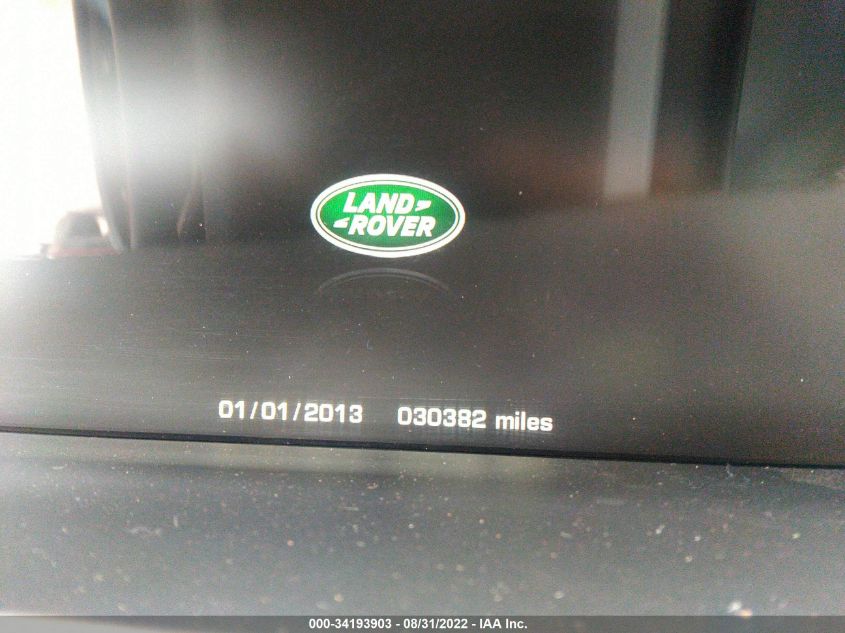 LAND
ROVER
01/01/2013 030382 miles
000-34193903 - 08/31/2022 - IAA Inc.